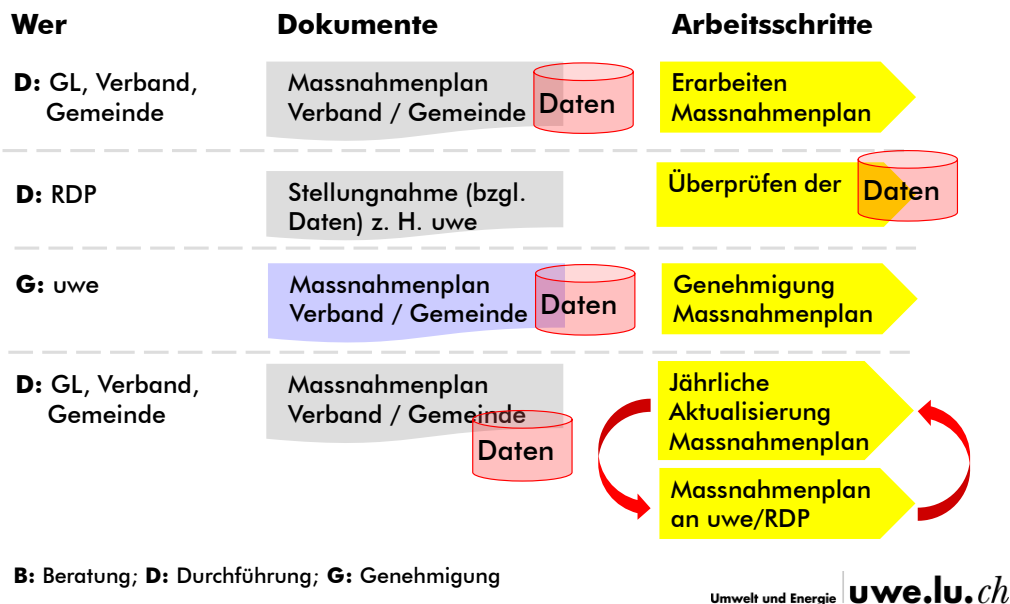 Wer
Dokumente
Arbeitsschritte
D: GL, Verband,
Gemeinde
Massnahmenplan
Verband / Gemeinde
Daten
Erarbeiten
Massnahmenplan
D: RDP
Stellungnahme (bzgl.
Daten) z. H. uwe
Überprüfen der
Daten
G: uwe
Massnahmenplan
Verband / Gemeinde
Daten
Genehmigung
Massnahmenplan
D: GL, Verband,
Gemeinde
Massnahmenplan
Verband / Gemeinde
Daten
Jährliche
Aktualisierung
Massnahmenplan
Massnahmenplan
an uwe/RDP
B: Beratung; D: Durchführung; G: Genehmigung
Umwelt und Energie uwe.lu.ch